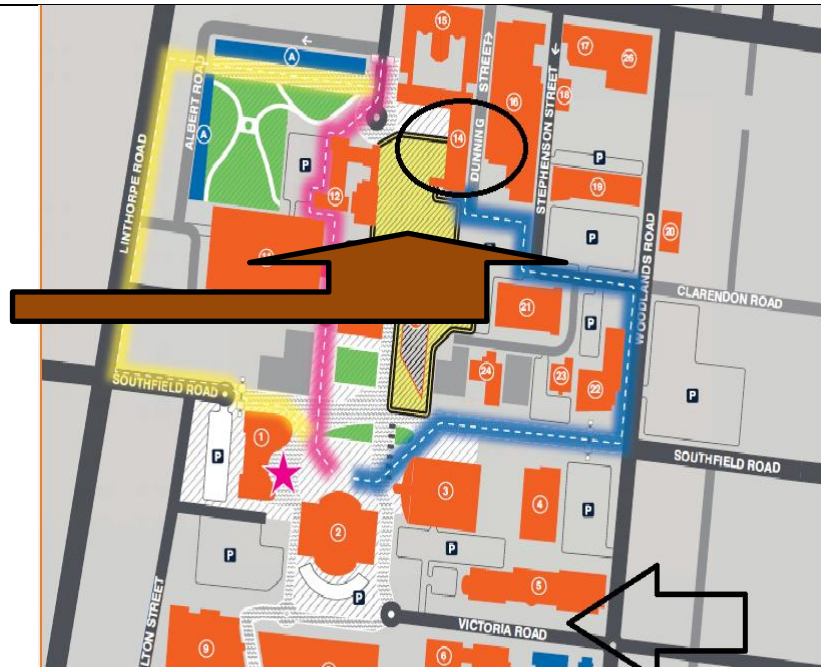 15
DUNNING STREET
17
26
A
ALBERT ROAD
STEPHENSON STREET
16
18
14
P
P
A
12
19
LINTHORPE ROAD
20
P
P
WOODLANDS ROAD
CLARENDON ROAD
21
P
24
23
22
P
SOUTHFIELD ROAD
1
SOUTHFIELD ROAD
P
3
4
P
2
P
P
5
P
VICTORIA ROAD
9
6